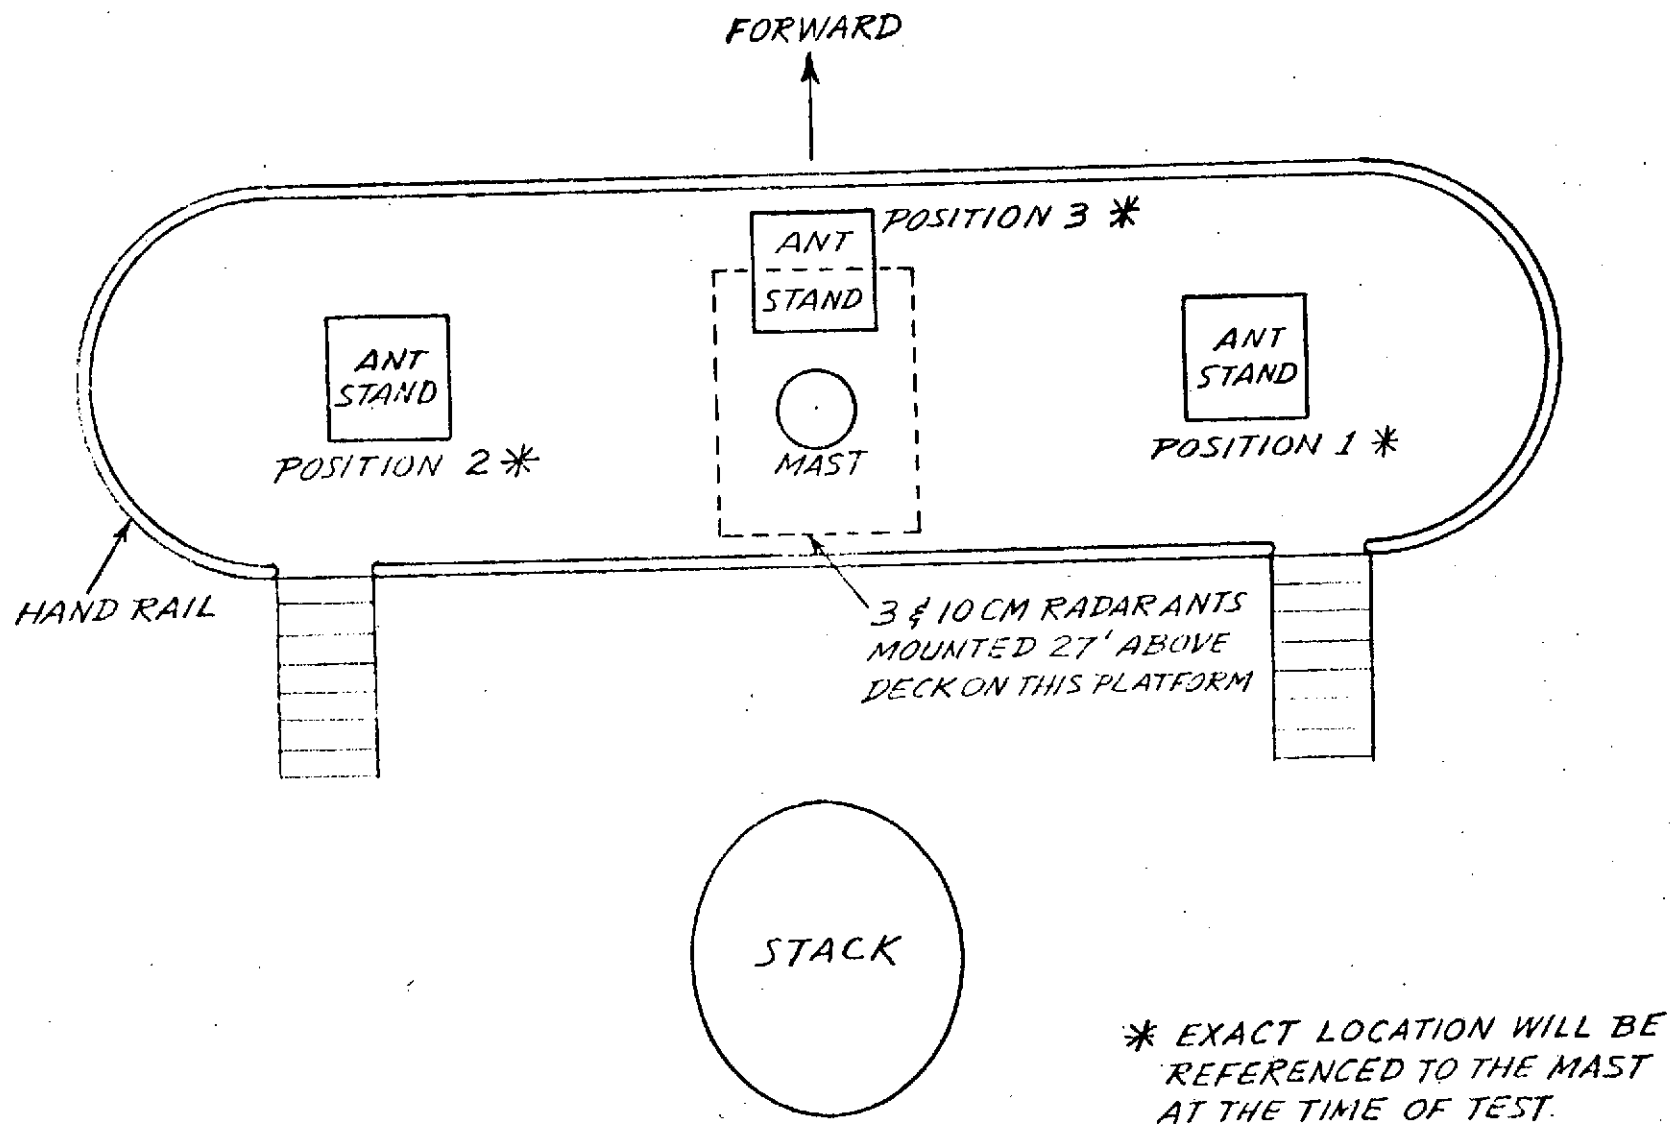 FORWARD
POSITION 3 *
ANT
STAND
ANT
STAND
POSITION 2 *
MAST
ANT
STAND
POSITION 1 *
HAND RAIL
3 & 10 CM RADAR ANTS
MOUNTED 27' ABOVE
DECK ON THIS PLATFORM
STACK
* EXACT LOCATION WILL BE
REFERENCED TO THE MAST
AT THE TIME OF TEST.